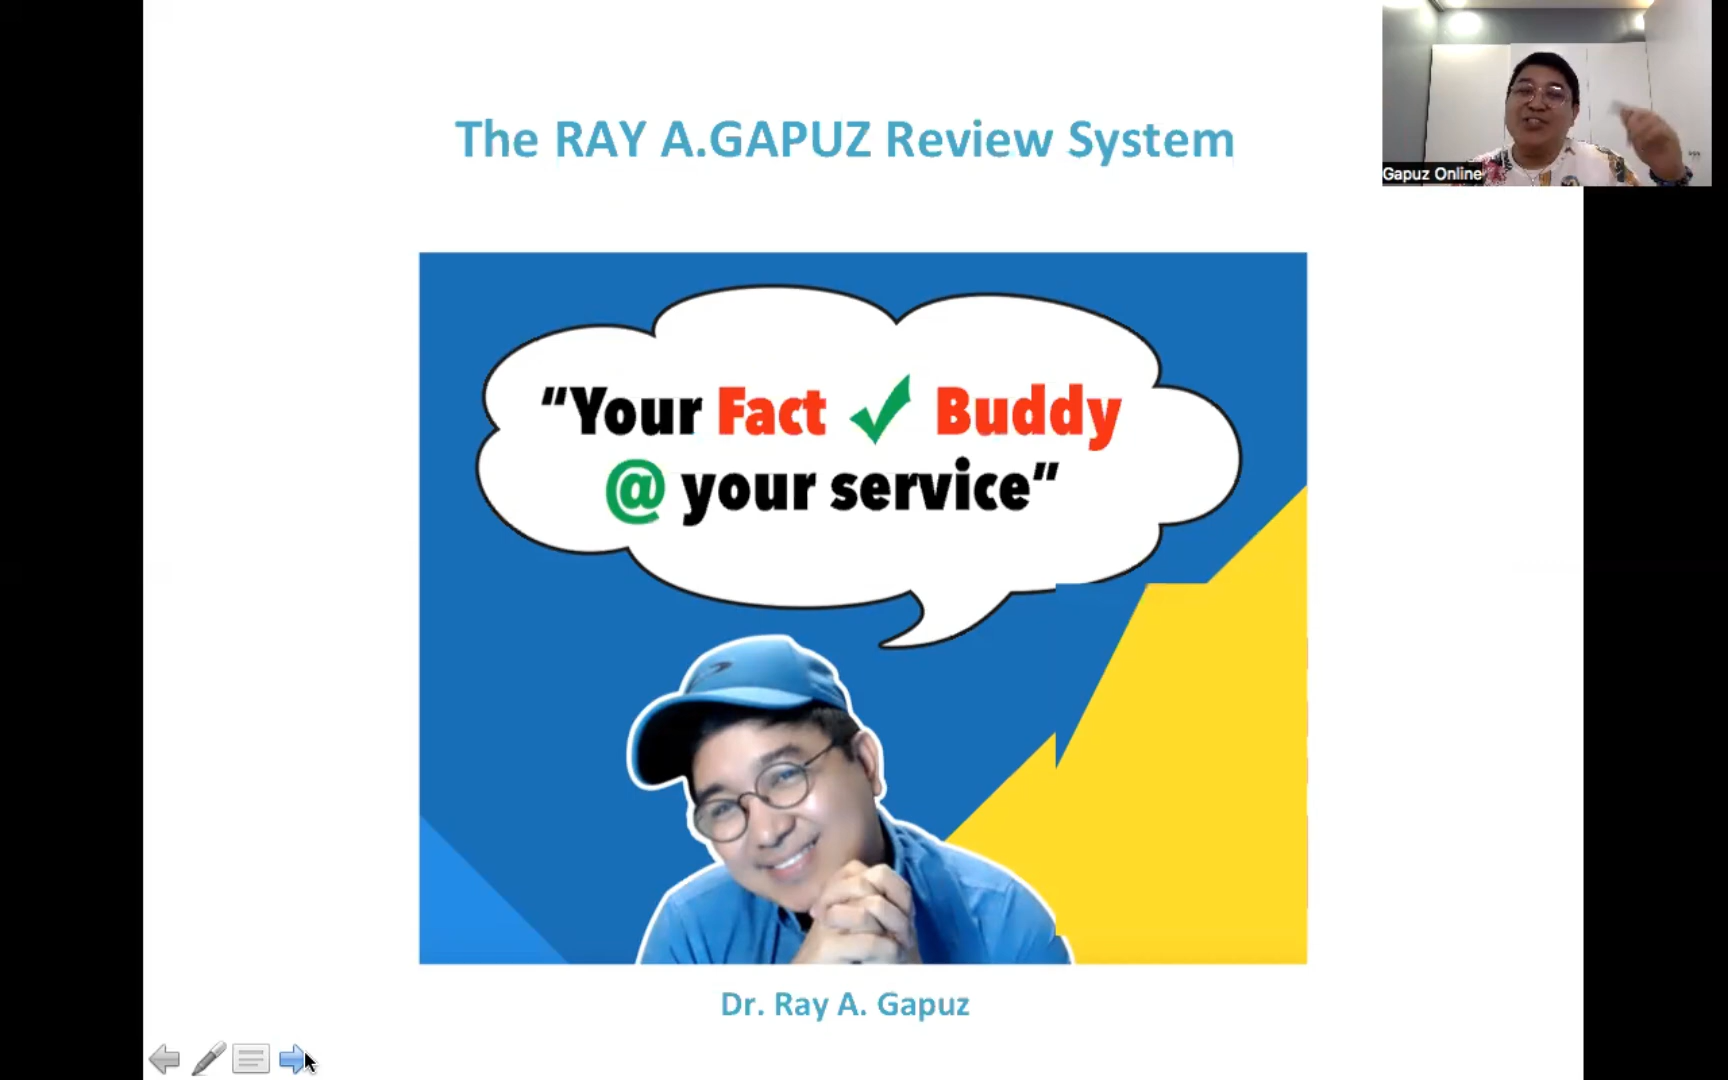 The RAY A.GAPUZ Review System
Gapuz Online
“Your Fact ✓ Buddy
@ your service”
Dr. Ray A. Gapuz